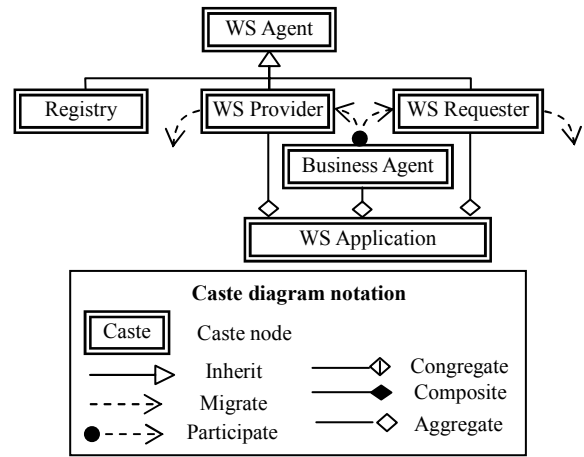 WS Agent
Registry
WS Provider
WS Requester
Business Agent
WS Application
Caste diagram notation
Caste
Caste node
Inherit
Congregate
Migrate
Composite
Participate
Aggregate